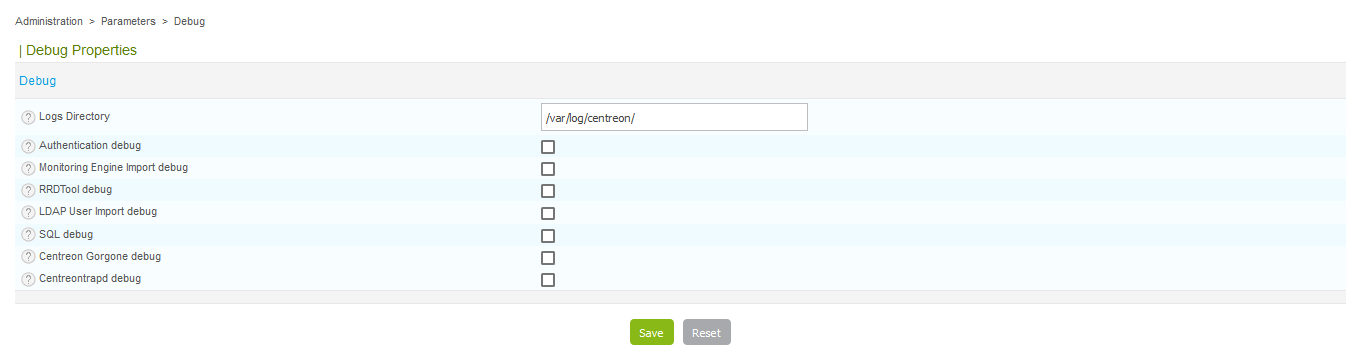 Administration > Parameters > Debug
| Debug Properties
Debug
? Logs Directory /var/log/centreon/
? Authentication debug
? Monitoring Engine Import debug
? RRDTool debug
? LDAP User Import debug
? SQL debug
? Centreon Gorgone debug
? Centreontrapd debug
Save Reset